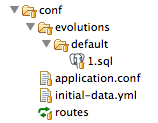 conf
evolutions
default
1.sql
application.conf
initial-data.yml
routes